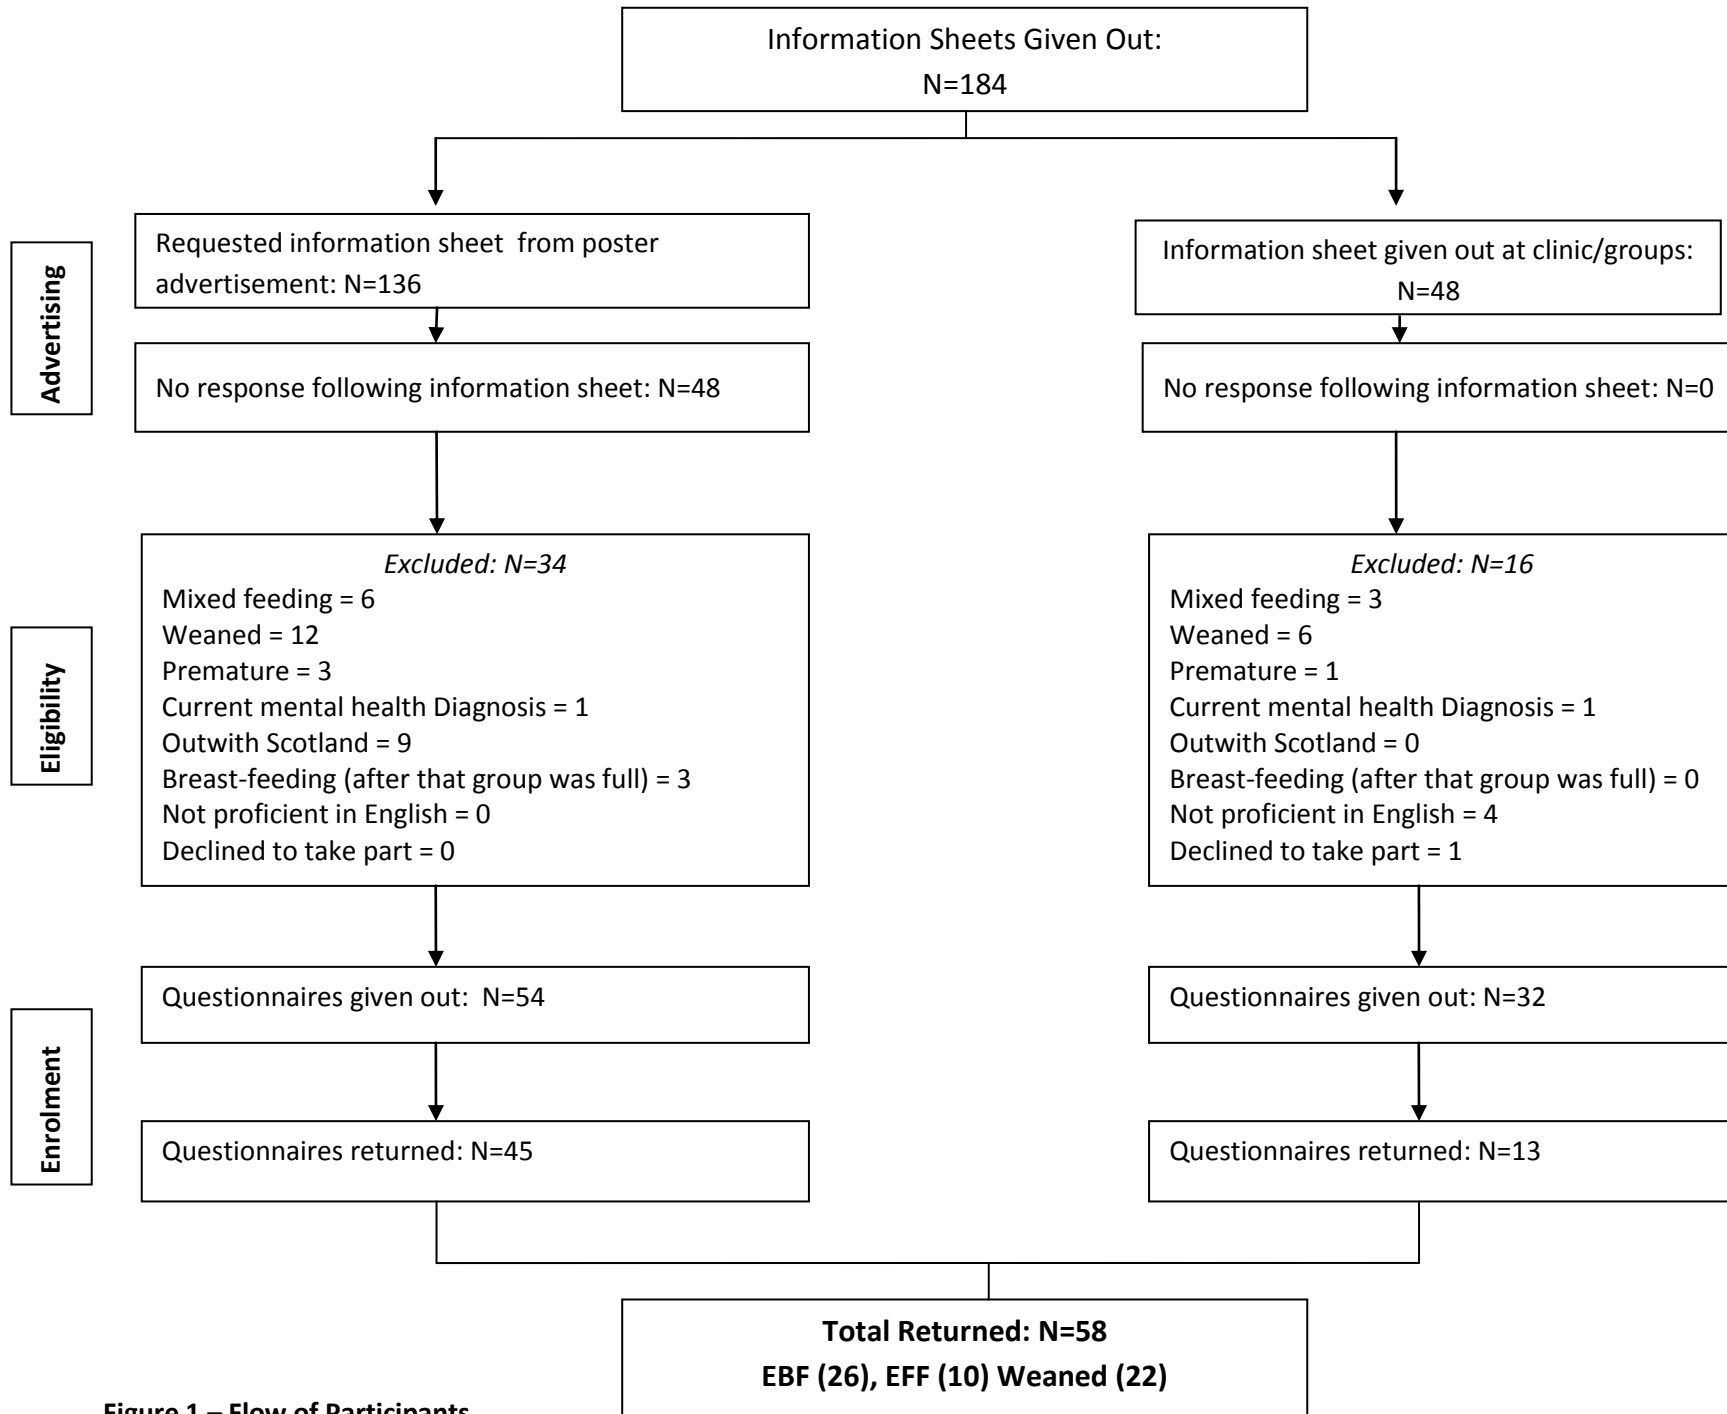 Information Sheets Given Out:
N=184
Advertising
Requested information sheet from poster
advertisement: N=136
Information sheet given out at clinic/groups:
N=48
No response following information sheet: N=48
No response following information sheet: N=0
Eligibility
Excluded: N=34
Mixed feeding = 6
Weaned = 12
Premature = 3
Current mental health Diagnosis = 1
Outwith Scotland = 9
Breast-feeding (after that group was full) = 3
Not proficient in English = 0
Declined to take part = 0
Excluded: N=16
Mixed feeding = 3
Weaned = 6
Premature = 1
Current mental health Diagnosis = 1
Outwith Scotland = 0
Breast-feeding (after that group was full) = 0
Not proficient in English = 4
Declined to take part = 1
Enrolment
Questionnaires given out: N=54
Questionnaires given out: N=32
Questionnaires returned: N=45
Questionnaires returned: N=13
Total Returned: N=58
EBF (26), EFF (10) Weaned (22)
Figure 1 – Flow of Participants